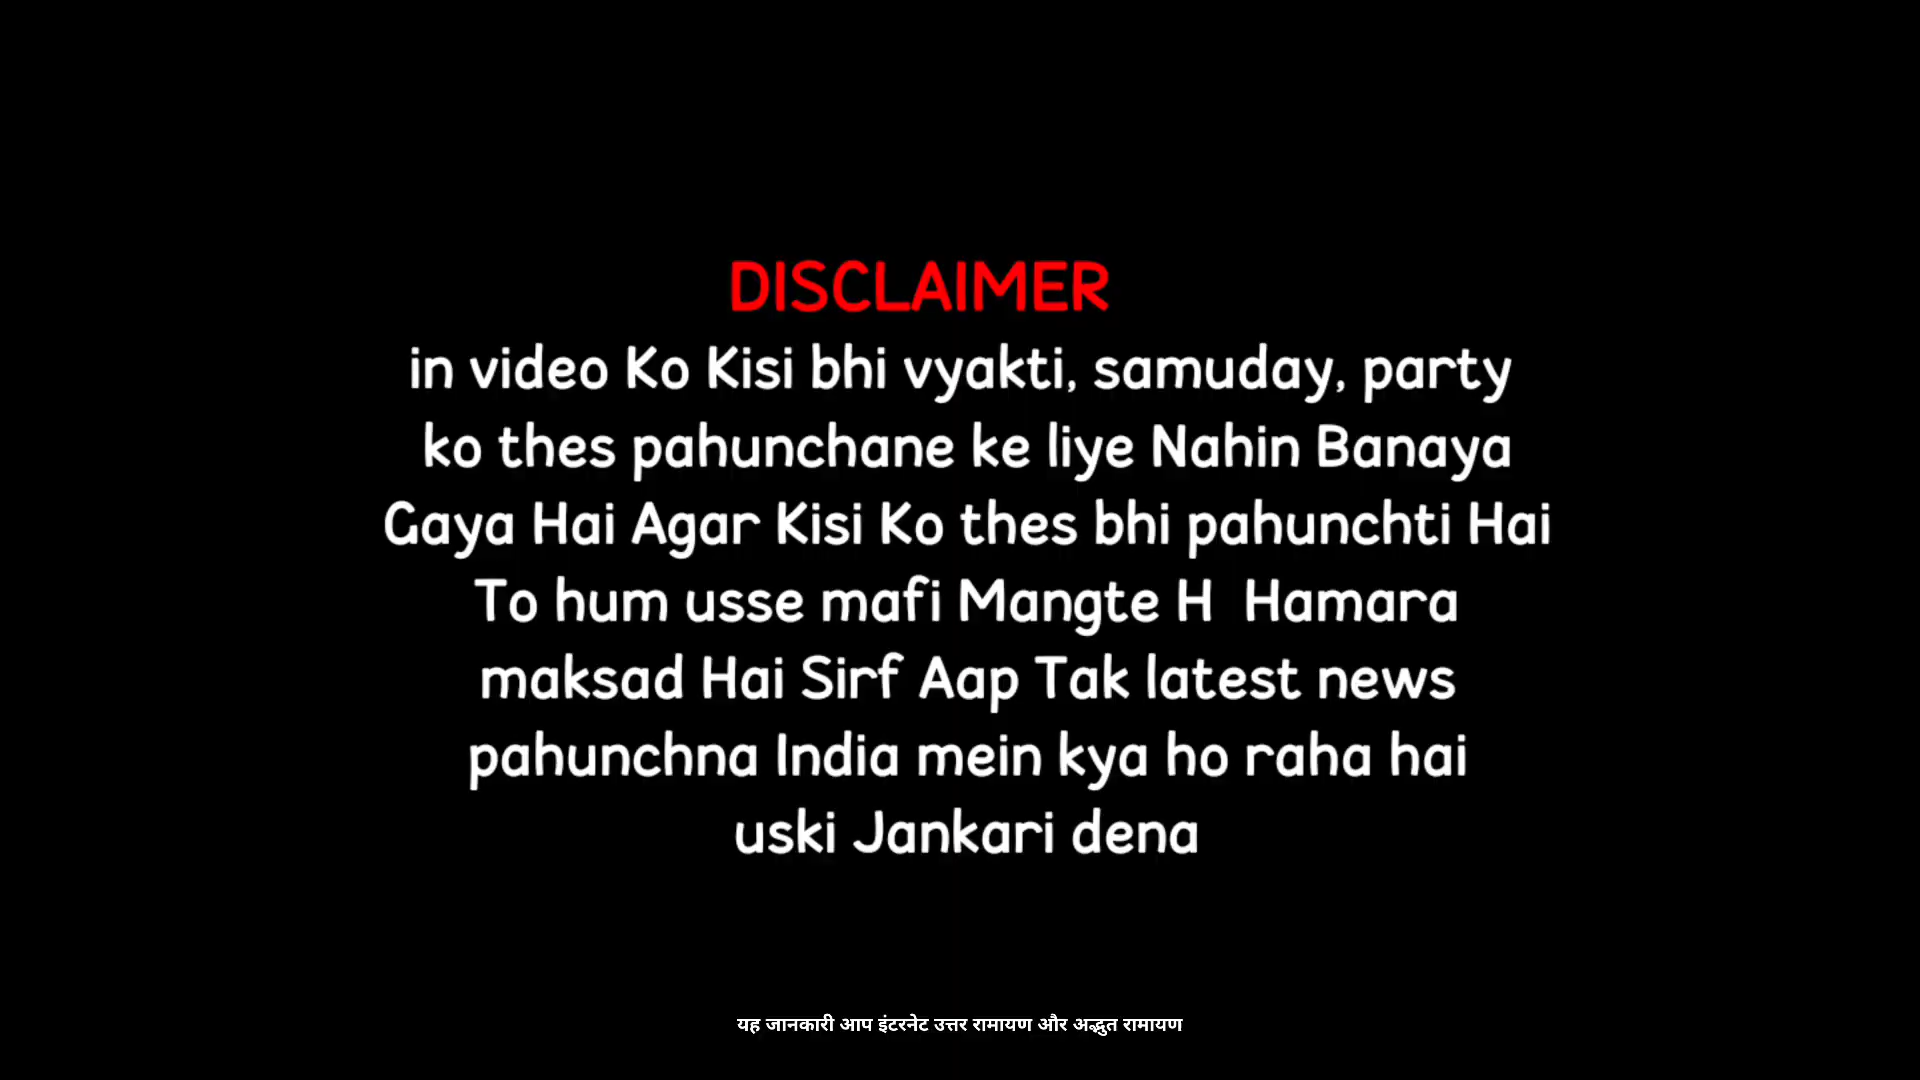 DISCLAIMER
in video Ko Kisi bhi vyakti, samuday, party
ko thes pahunchane ke liye Nahin Banaya
Gaya Hai Agar Kisi Ko thes bhi pahunchti Hai
To hum usse mafi Mangte H Hamara
maksad Hai Sirf Aap Tak latest news
pahunchna India mein kya ho raha hai
uski Jankari dena
यह जानकारी आप इंटरनेट उत्तर रामायण और अद्भुत रामायण